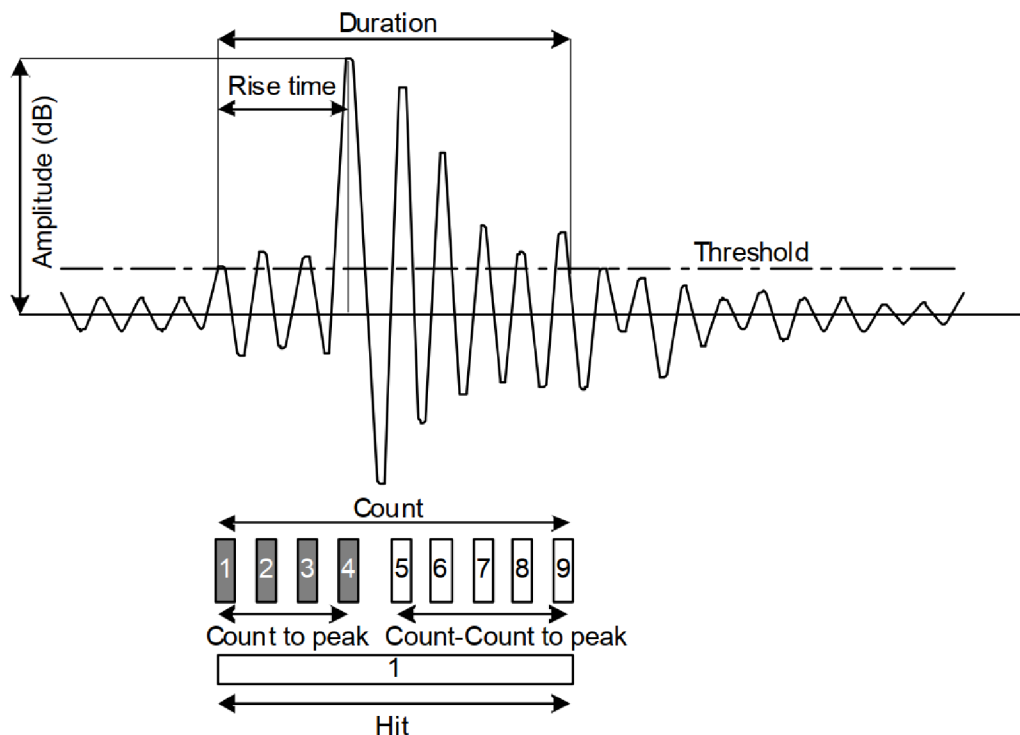 Duration
Rise time
Amplitude (dB)
Threshold
Count
1 2 3 4 5 6 7 8 9
Count to peak Count-Count to peak
1
Hit